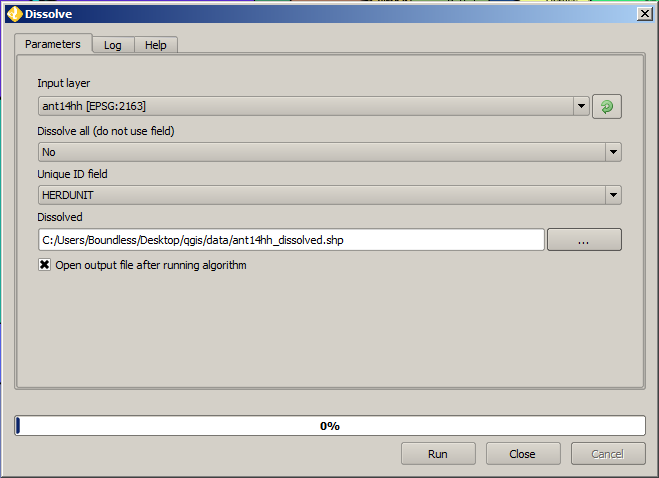 Dissolve
Parameters Log Help
Input layer
ant14hh [EPSG:2163]
Dissolve all (do not use field)
No
Unique ID field
HERDUNIT
Dissolved
C:/Users/Boundless/Desktop/qgis/data/ant14hh_dissolved.shp ...
Open output file after running algorithm
0%
Run Close Cancel